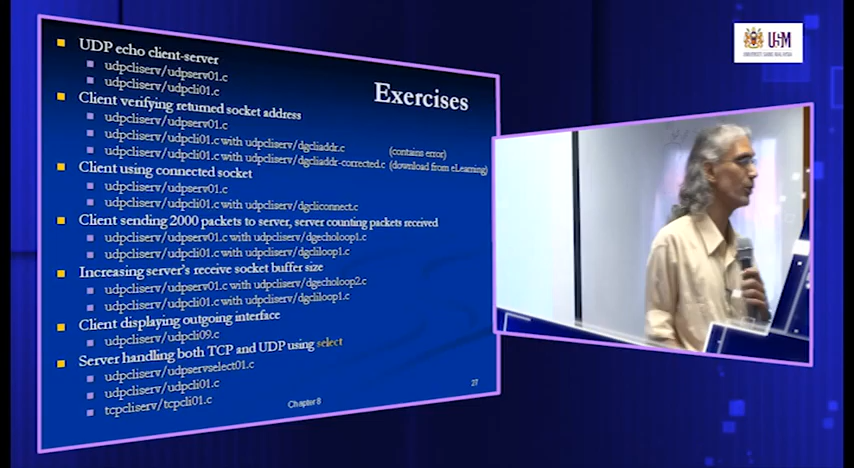 Exercises
UDP echo client-server
udpcliserv/udpserv01.c
udpcliserv/udpcli01.c
Client verifying returned socket address
udpcliserv/udpserv01.c
udpcliserv/udpcli01.c with udpcliserv/dgcliaddr.c (contains error)
udpcliserv/udpcli01.c with udpcliserv/dgcliaddr-corrected.c (download from eLearning)
Client using connected socket
udpcliserv/udpserv01.c
udpcliserv/udpcli01.c with udpcliserv/dgcliconnect.c
Client sending 2000 packets to server, server counting packets received
udpcliserv/udpserv01.c with udpcliserv/dgecholoop1.c
udpcliserv/udpcli01.c with udpcliserv/dgcliloop1.c
Increasing server's receive socket buffer size
udpcliserv/udpserv01.c with udpcliserv/dgecholoop2.c
udpcliserv/udpcli01.c with udpcliserv/dgcliloop1.c
Client displaying outgoing interface
udpcliserv/udpcli09.c
Server handling both TCP and UDP using select
udpcliserv/udpservselect01.c
udpcliserv/udpcli01.c
tcpcliserv/tcpcli01.c
Chapter 8
27
USM
UNIVERSITI SAINS MALAYSIA